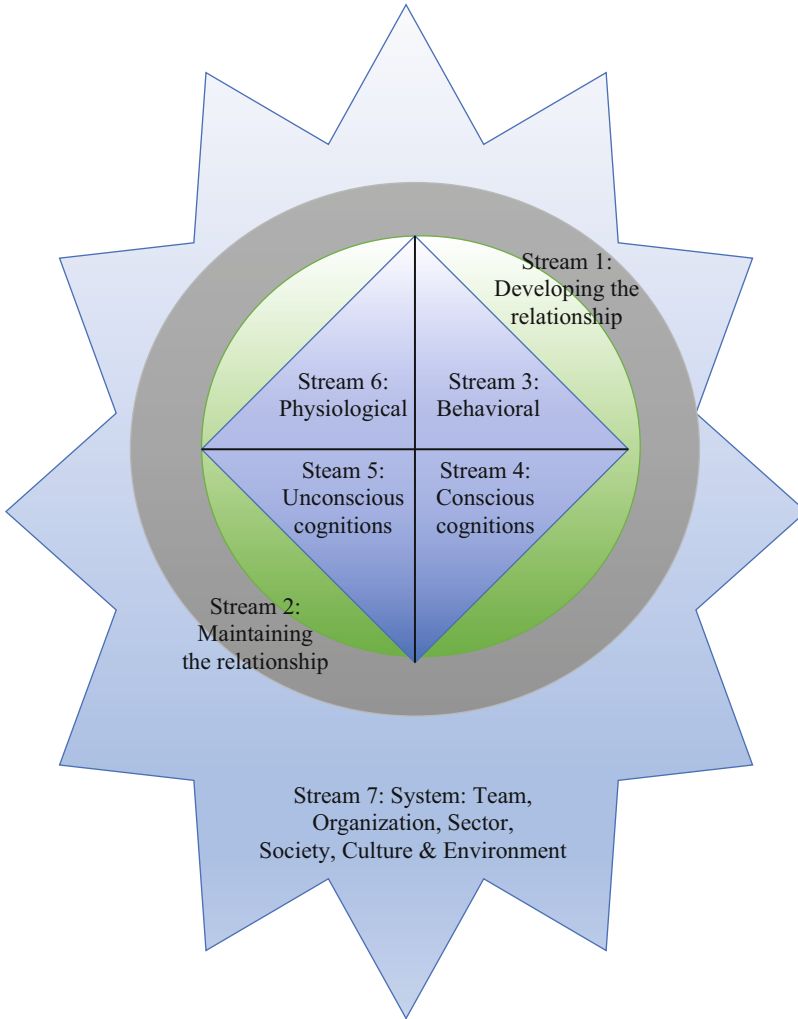 Stream 1:
Developing the
relationship
Stream 6:
Physiological
Stream 3:
Behavioral
Steam 5:
Unconscious
cognitions
Stream 4:
Conscious
cognitions
Stream 2:
Maintaining
the relationship
Stream 7: System: Team,
Organization, Sector,
Society, Culture & Environment